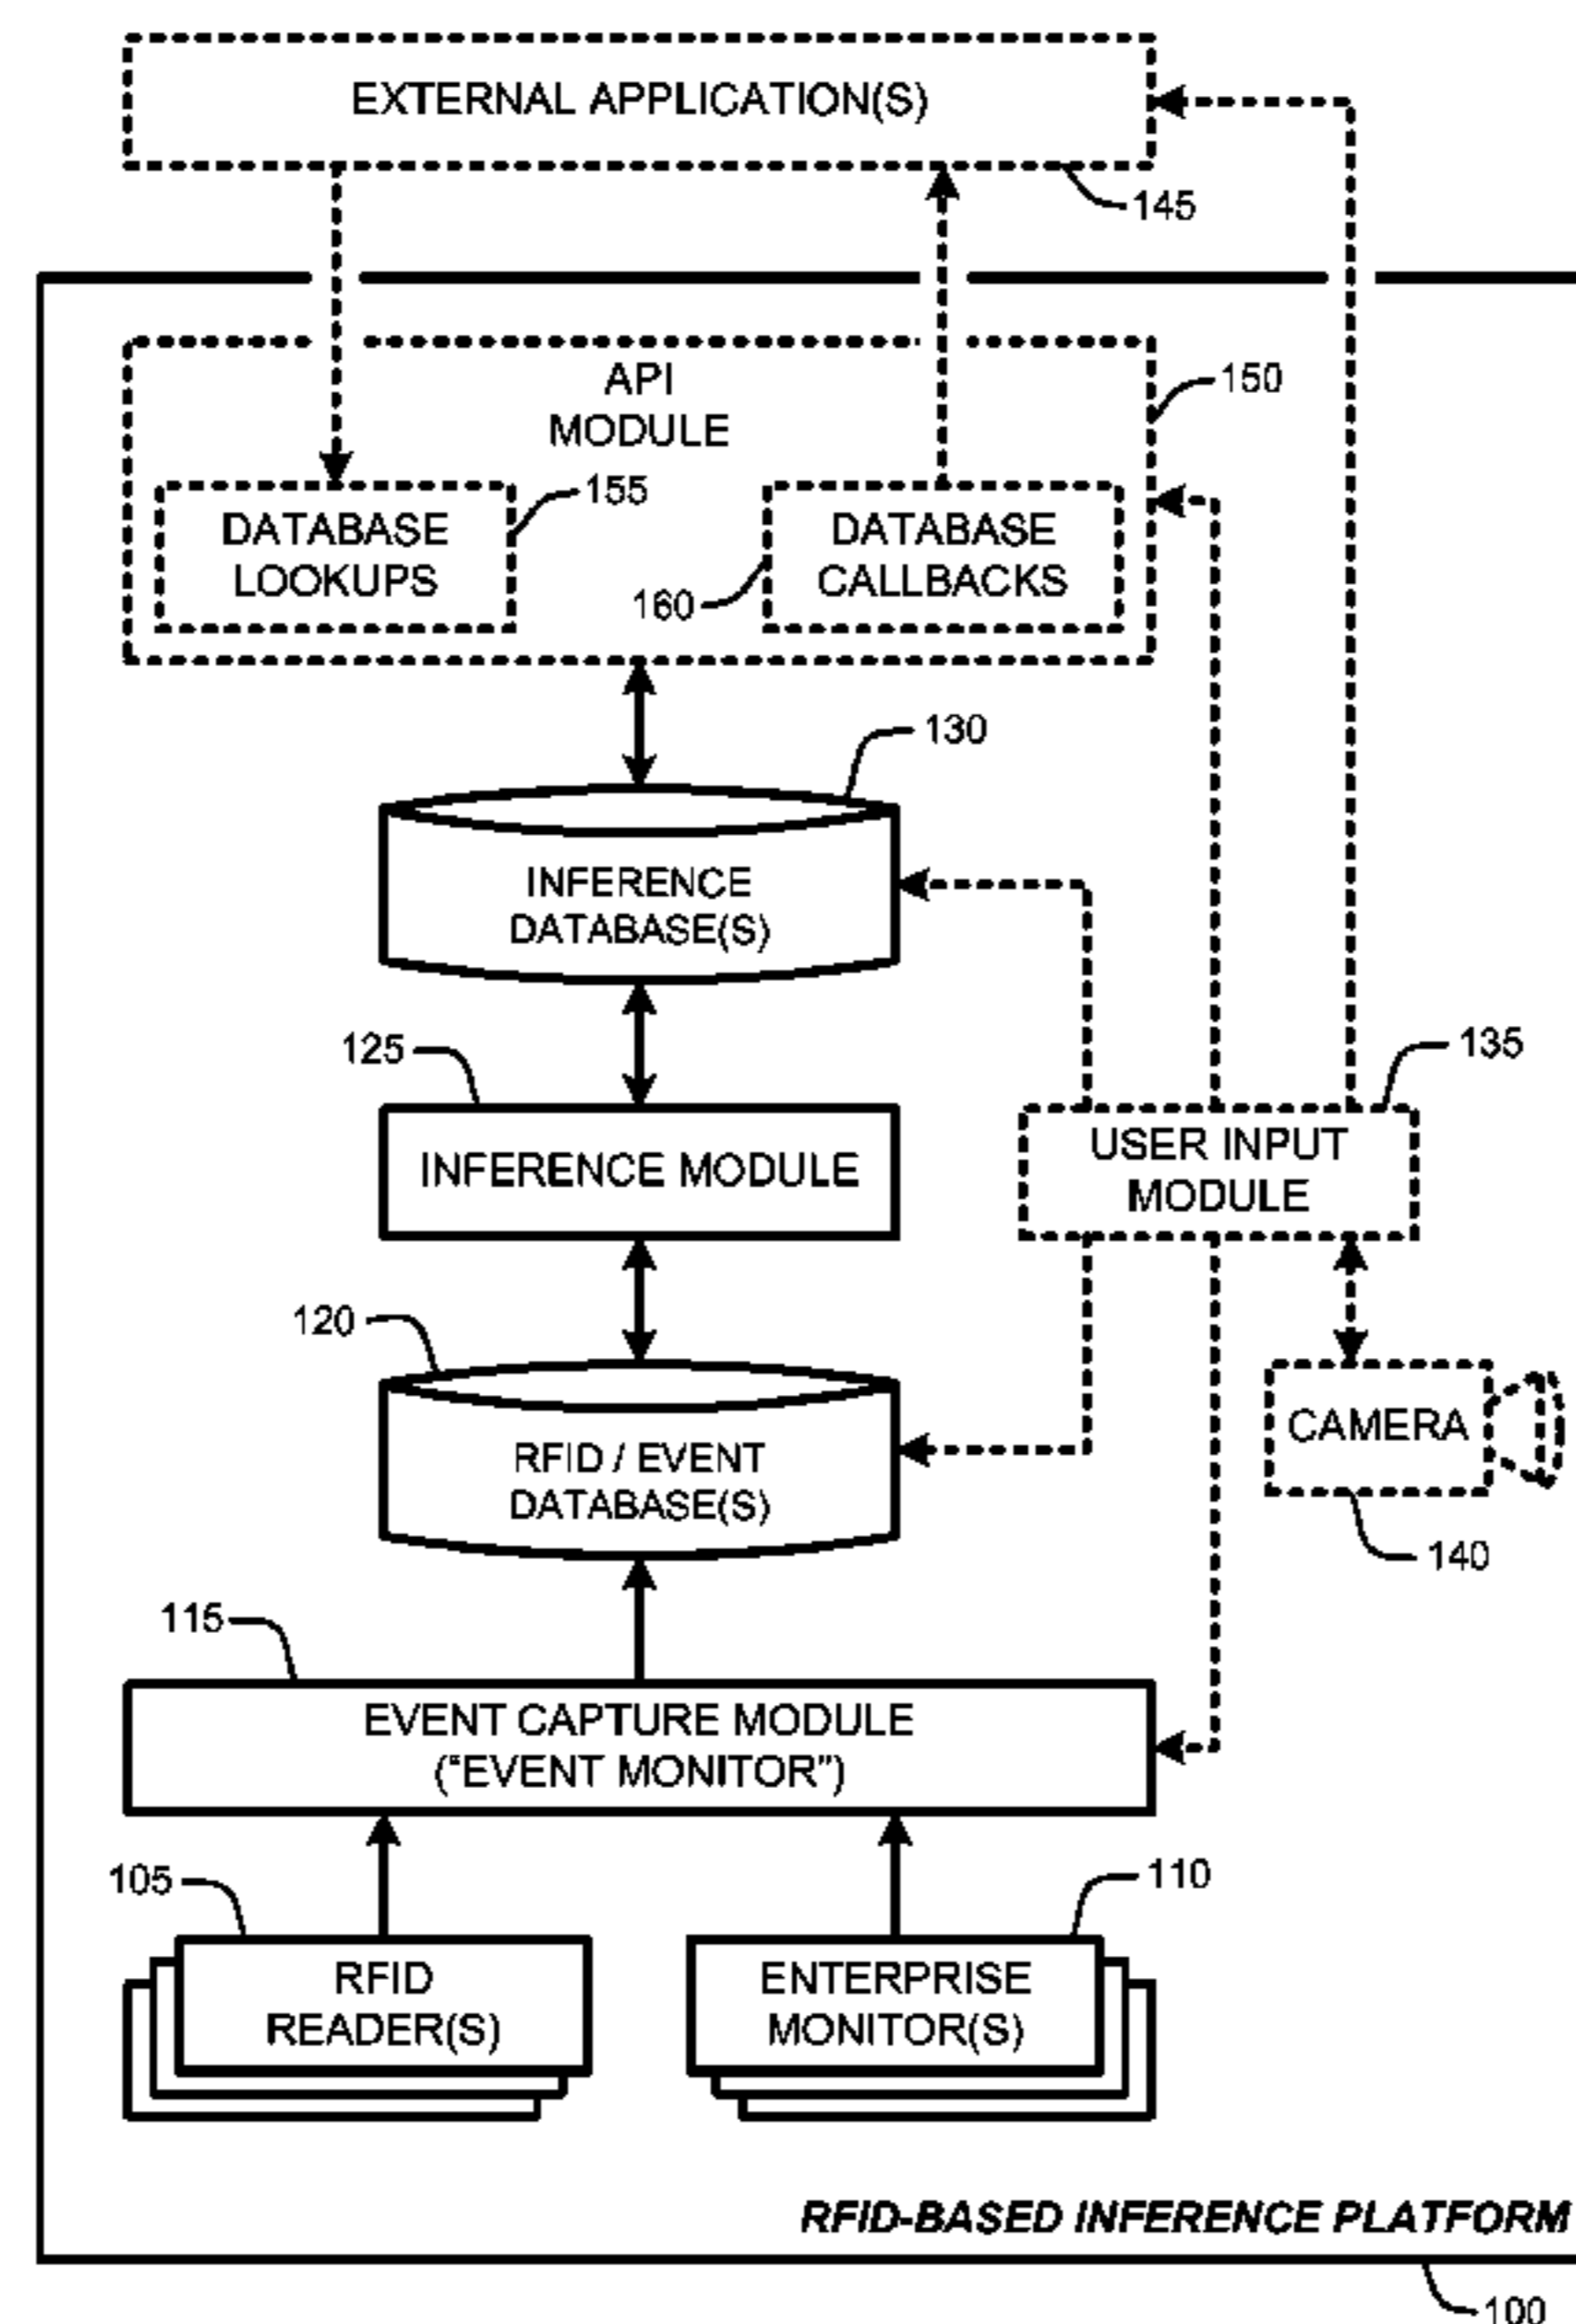 EXTERNAL APPLICATION(S)
145
API
MODULE
150
155
DATABASE
LOOKUPS
160
DATABASE
CALLBACKS
130
INFERENCE
DATABASE(S)
125
135
INFERENCE MODULE
USER INPUT
MODULE
120
RFID / EVENT
DATABASE(S)
CAMERA
140
115
EVENT CAPTURE MODULE
("EVENT MONITOR")
105
110
RFID
READER(S)
ENTERPRISE
MONITOR(S)
RFID-BASED INFERENCE PLATFORM
100